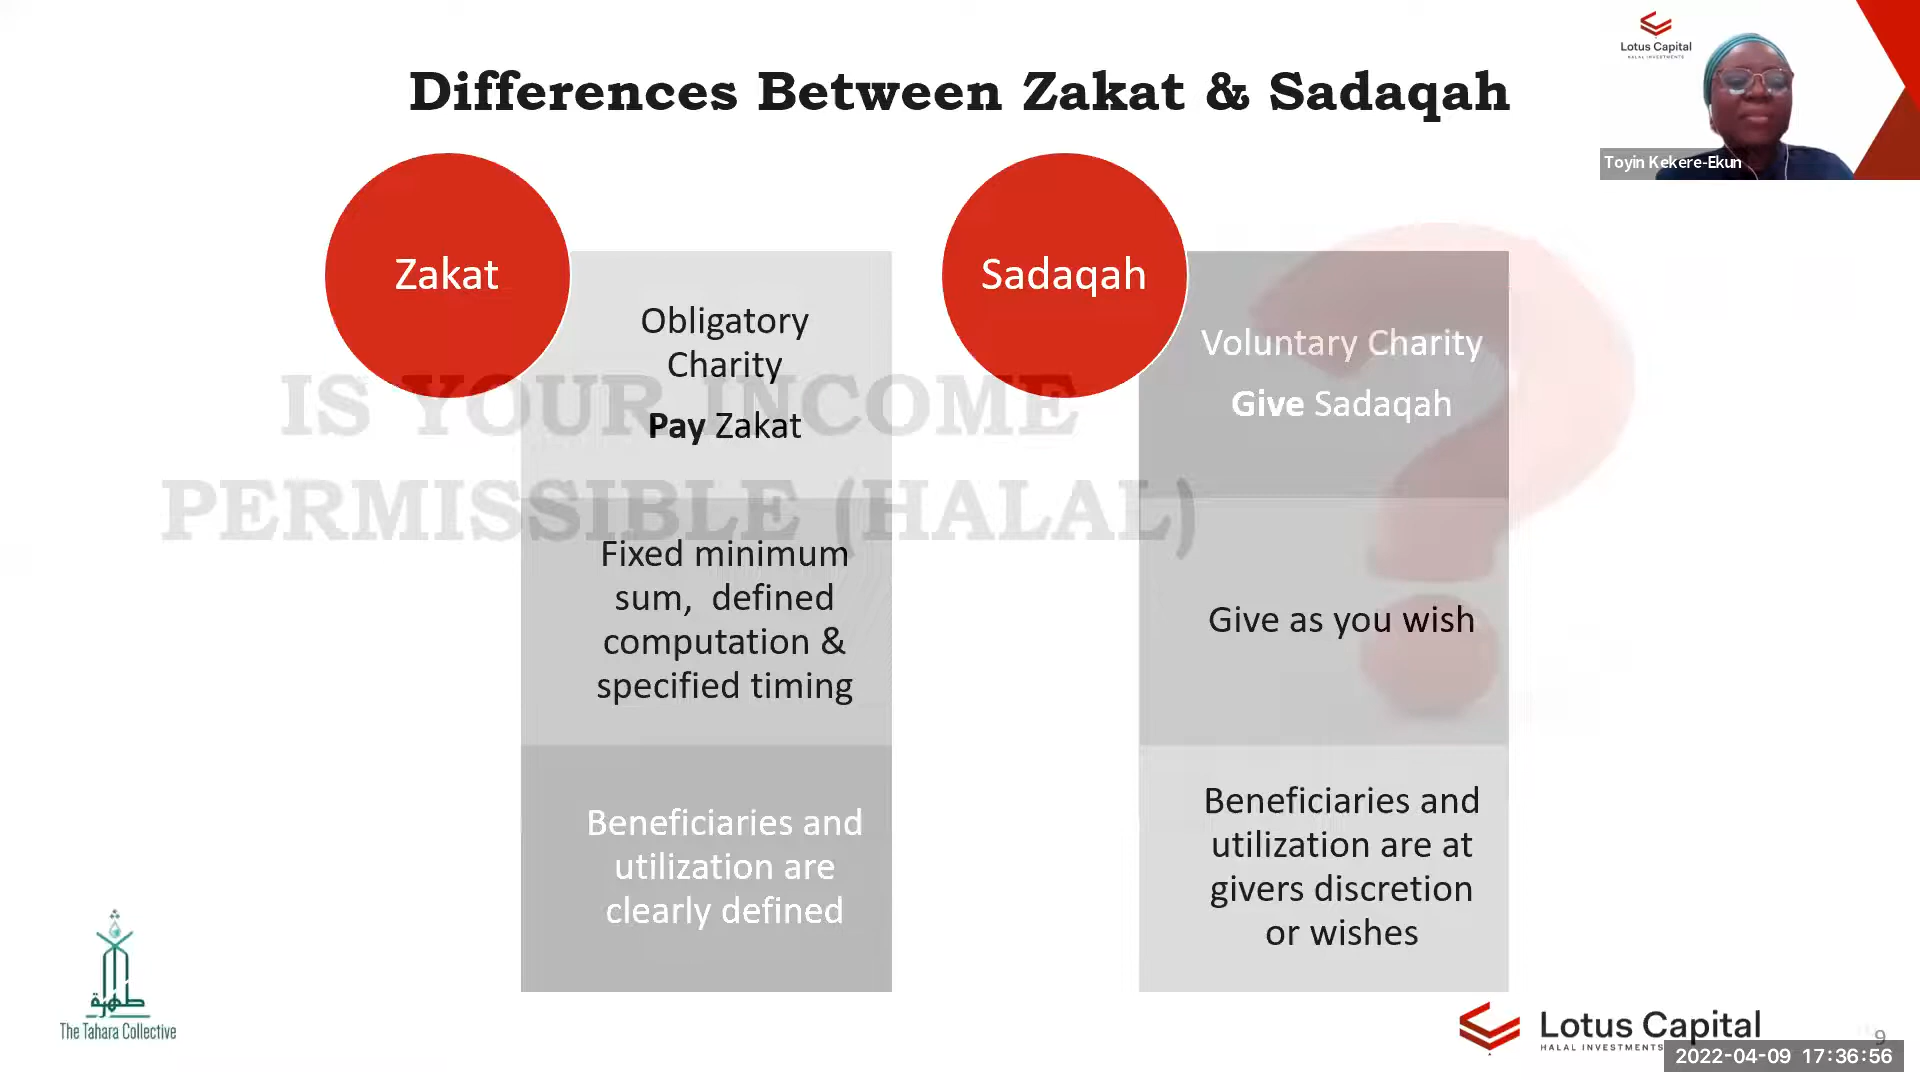 Differences Between Zakat & Sadaqah
Lotus Capital
HALAL INVESTMENTS
Toyin Kekere-Ekun
Zakat
Obligatory
Charity
Pay Zakat
Fixed minimum
sum, defined
computation &
specified timing
Beneficiaries and
utilization are
clearly defined
Sadaqah
Voluntary Charity
Give Sadaqah
Give as you wish
Beneficiaries and
utilization are at
givers discretion
or wishes
IS YOUR INCOME
PERMISSIBLE (HALAL)
?
طهرة
The Tahara Collective
Lotus Capital
HALAL INVESTMENTS
9
2022-04-09 17:36:56